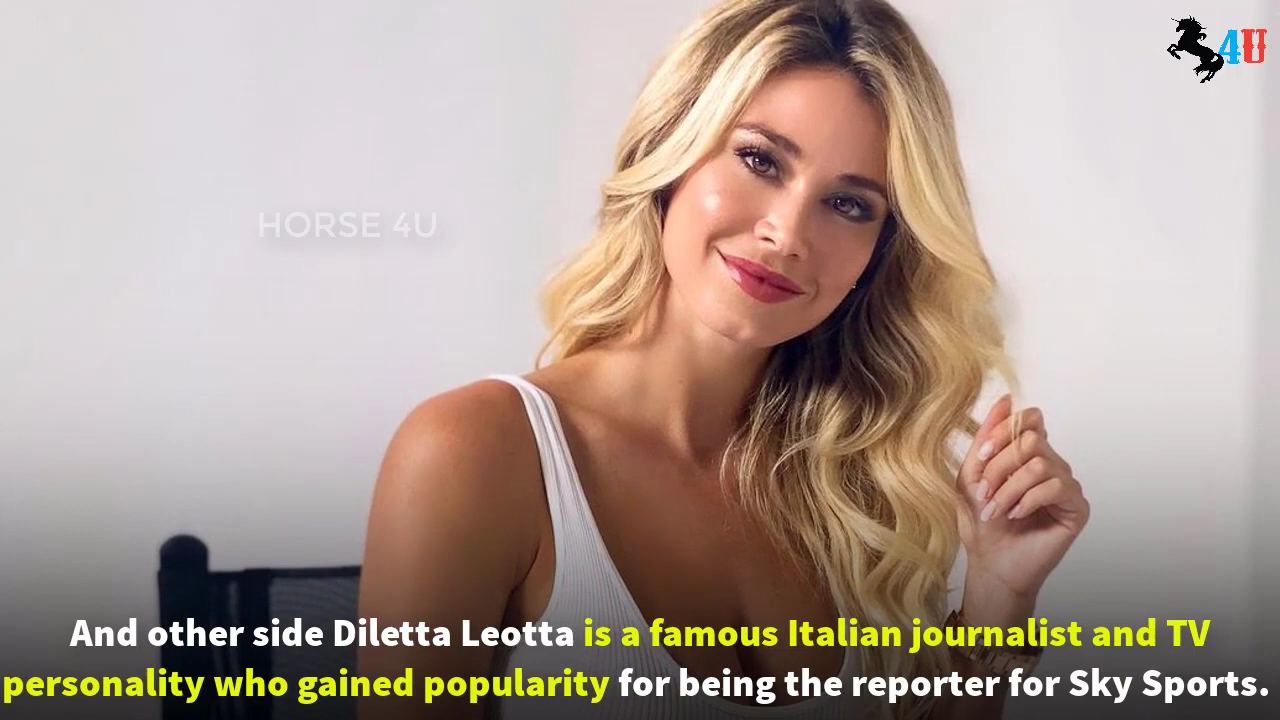 4U
HORSE 4U
And other side Diletta Leotta is a famous Italian journalist and TV
personality who gained popularity for being the reporter for Sky Sports.